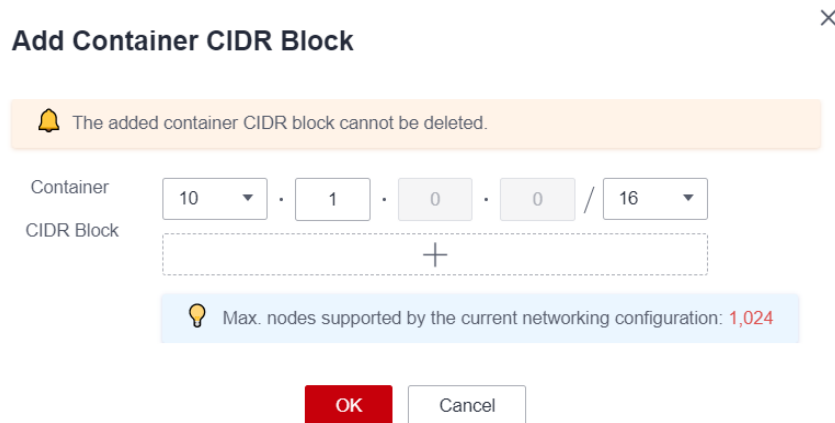 Add Container CIDR Block
The added container CIDR block cannot be deleted.
Container
CIDR Block
10 . 1 . 0 . 0 / 16
Max. nodes supported by the current networking configuration: 1,024
OK Cancel